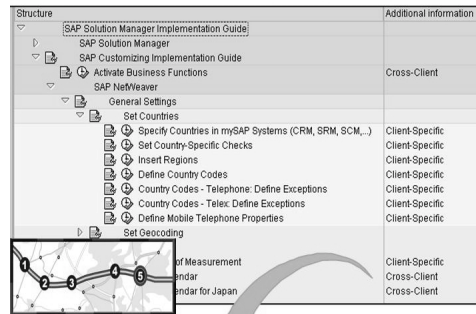 Structure Additional information
SAP Solution Manager Implementation Guide
SAP Solution Manager
SAP Customizing Implementation Guide
Activate Business Functions Cross-Client
SAP NetWeaver
General Settings
Set Countries
Specify Countries in mySAP Systems (CRM, SRM, SCM,...) Client-Specific
Set Country-Specific Checks Client-Specific
Insert Regions Client-Specific
Define Country Codes Client-Specific
Country Codes - Telephone: Define Exceptions Client-Specific
Country Codes - Telex: Define Exceptions Client-Specific
Define Mobile Telephone Properties Client-Specific
Set Geocoding
of Measurement Client-Specific
endar Cross-Client
endar for Japan Cross-Client
1 2 3 4 5